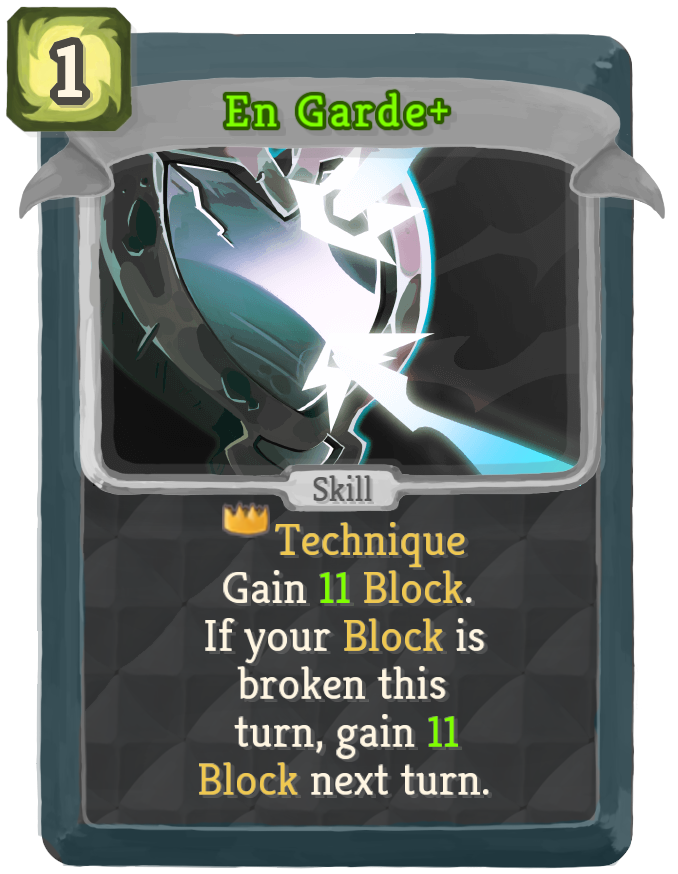 1
En Garde+
Skill
Technique
Gain 11 Block.
If your Block is
broken this
turn, gain 11
Block next turn.